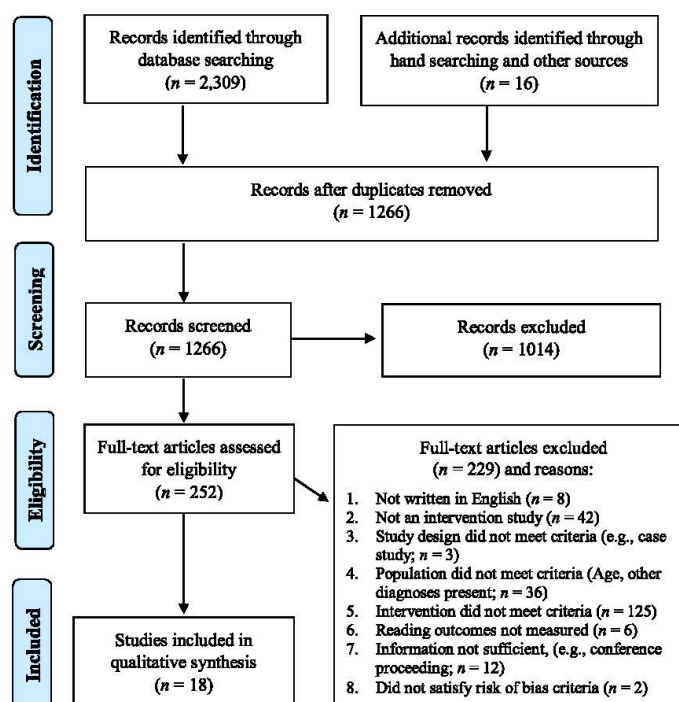 Identification
Records identified through
database searching
(n = 2,309)
Additional records identified through
hand searching and other sources
(n = 16)
Records after duplicates removed
(n = 1266)
Screening
Records screened
(n = 1266)
Records excluded
(n = 1014)
Eligibility
Full-text articles assessed
for eligibility
(n = 252)
Full-text articles excluded
(n = 229) and reasons:
1. Not written in English (n = 8)
2. Not an intervention study (n = 42)
3. Study design did not meet criteria (e.g., case
study; n = 3)
4. Population did not meet criteria (Age, other
diagnoses present; n = 36)
5. Intervention did not meet criteria (n = 125)
6. Reading outcomes not measured (n = 6)
7. Information not sufficient, (e.g., conference
proceeding; n = 12)
8. Did not satisfy risk of bias criteria (n = 2)
Included
Studies included in
qualitative synthesis
(n = 18)